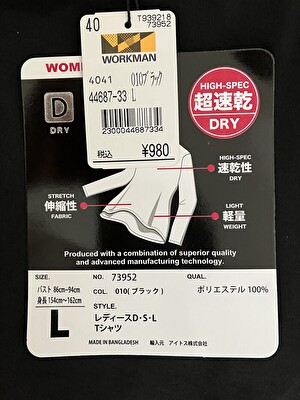 40
T939218
73952
WORKMAN
4041 010ブラック
44687-33 L
2300044687334
税込 ¥980
WOM
D
DRY
HIGH-SPEC
超速乾
DRY
HIGH-SPEC
速乾性
DRY
STRETCH
伸縮性
FABRIC
LIGHT
軽量
WEIGHT
Produced with a combination of superior quality
and advanced manufacturing technology.
SIZE. NO. 73952 QUAL.
バスト 86cm~94cm
身長 154cm~162cm
COL. 010(ブラック) ポリエステル 100%
L
STYLE.
レディースD・S・L
Tシャツ
MADE IN BANGLADESH 輸入元 アイトス株式会社